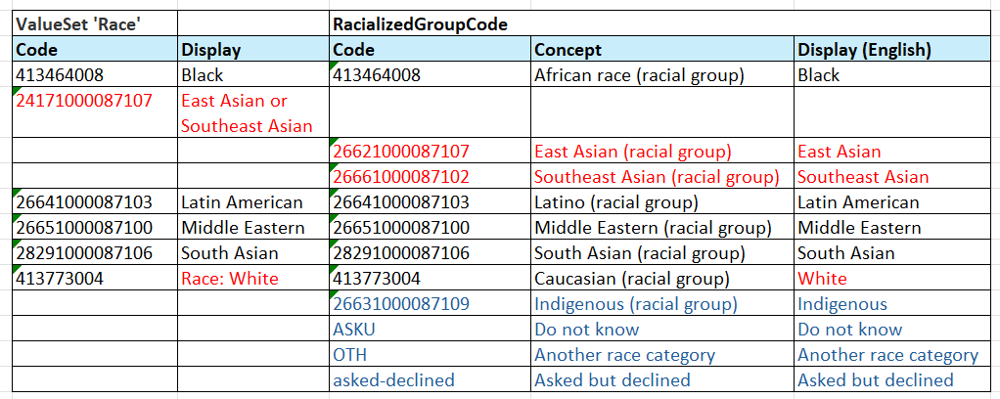 ValueSet 'Race' RacializedGroupCode
Code Display Code Concept Display (English)
413464008 Black 413464008 African race (racial group) Black
24171000087107 East Asian or
Southeast Asian
26621000087107 East Asian (racial group) East Asian
26661000087102 Southeast Asian (racial group) Southeast Asian
26641000087103 Latin American 26641000087103 Latino (racial group) Latin American
26651000087100 Middle Eastern 26651000087100 Middle Eastern (racial group) Middle Eastern
28291000087106 South Asian 28291000087106 South Asian (racial group) South Asian
413773004 Race: White 413773004 Caucasian (racial group) White
26631000087109 Indigenous (racial group) Indigenous
ASKU Do not know Do not know
OTH Another race category Another race category
asked-declined Asked but declined Asked but declined